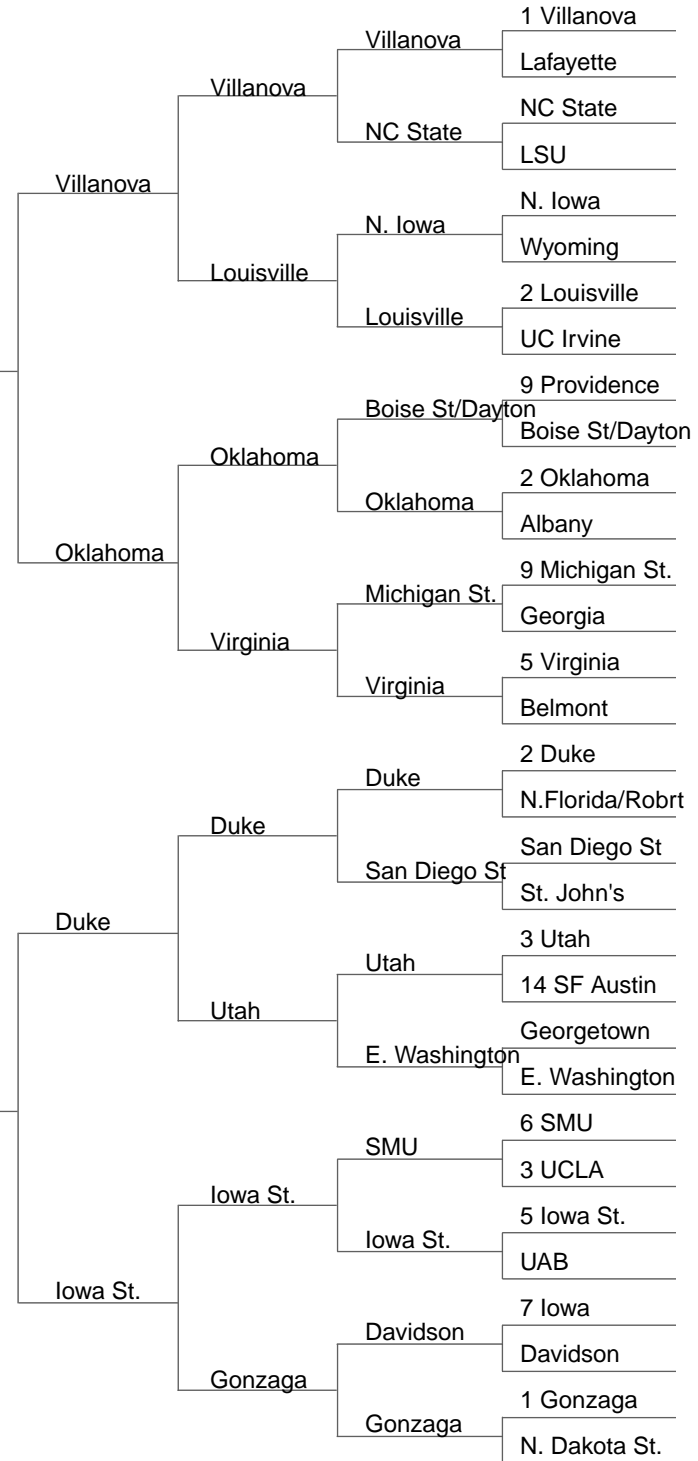 1 Villanova
Villanova
Lafayette
Villanova
NC State
NC State
LSU
Villanova
N. Iowa
N. Iowa
Wyoming
Louisville
2 Louisville
Louisville
UC Irvine
9 Providence
Boise St/Dayton
Boise St/Dayton
Oklahoma
2 Oklahoma
Oklahoma
Albany
Oklahoma
9 Michigan St.
Michigan St.
Georgia
Virginia
5 Virginia
Virginia
Belmont
2 Duke
Duke
N.Florida/Robrt
Duke
San Diego St
San Diego St
St. John's
Duke
3 Utah
Utah
14 SF Austin
Utah
Georgetown
E. Washington
E. Washington
6 SMU
SMU
3 UCLA
Iowa St.
5 Iowa St.
Iowa St.
UAB
Iowa St.
7 Iowa
Davidson
Davidson
Gonzaga
1 Gonzaga
Gonzaga
N. Dakota St.